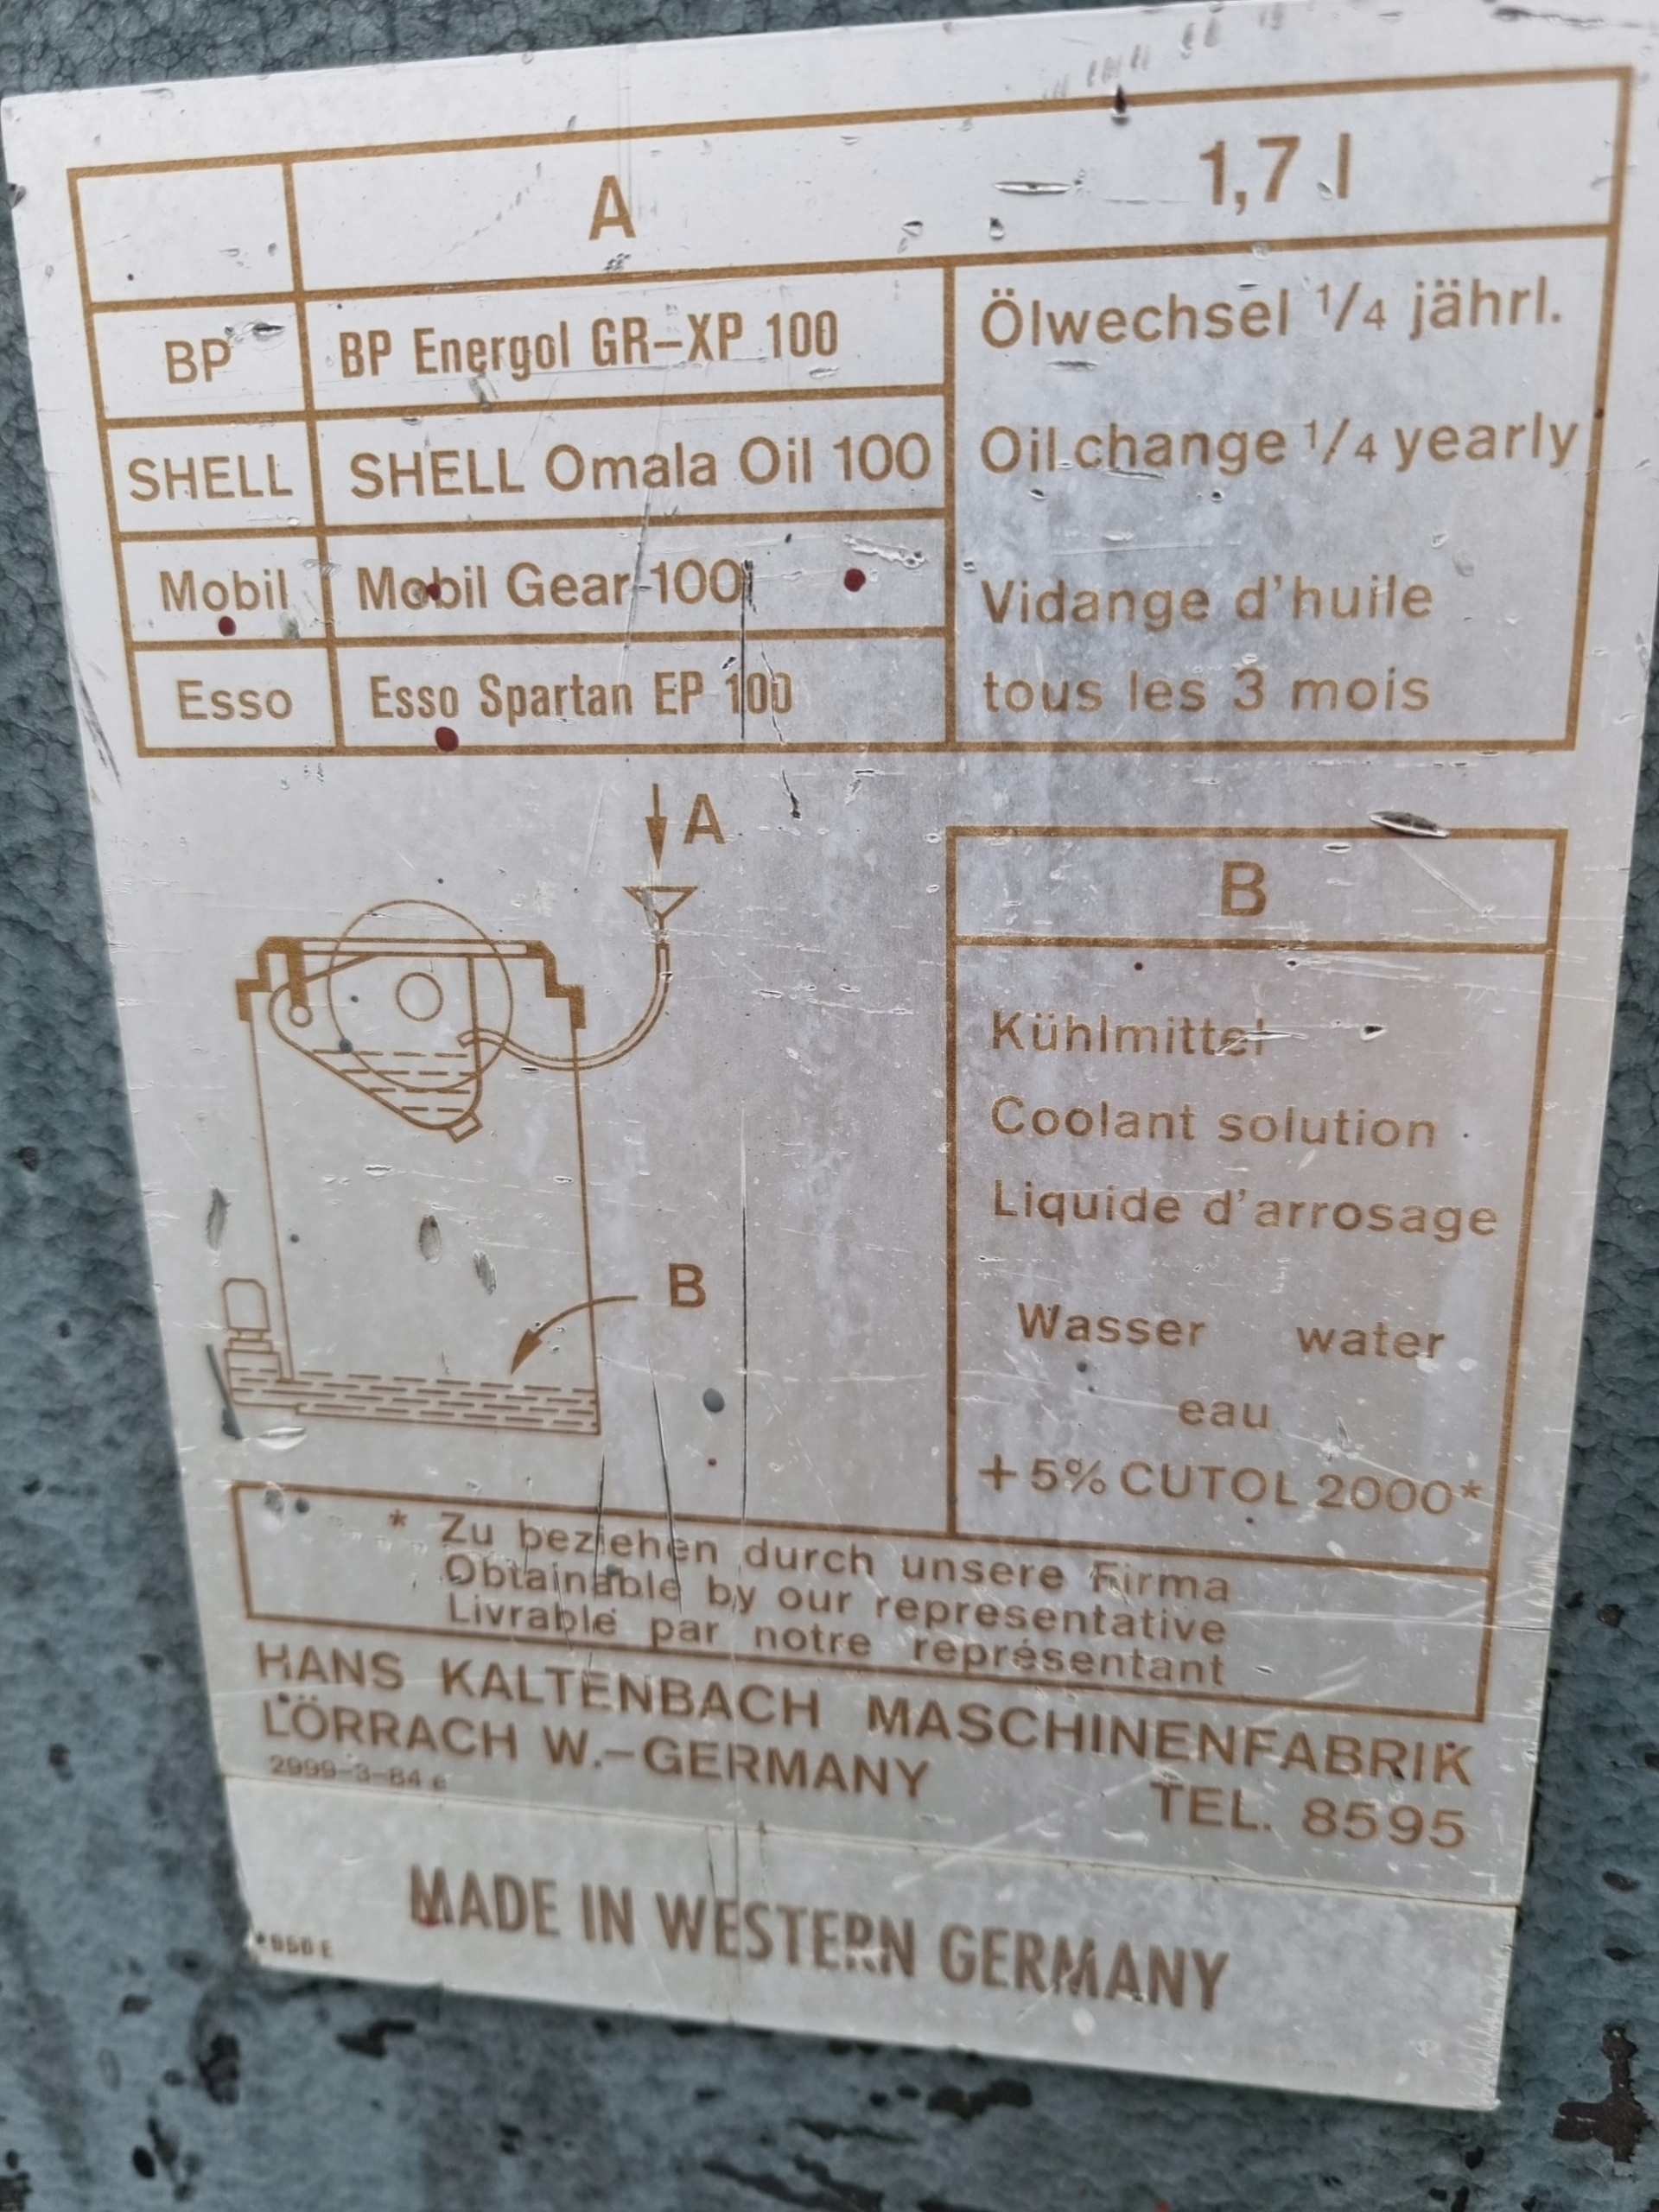 A 1,7 l
BP BP Energol GR-XP 100
SHELL SHELL Omala Oil 100
Mobil Mobil Gear 100
Esso Esso Spartan EP 100
Ölwechsel 1/4 jährl.
Oil change 1/4 yearly
Vidange d'huile
tous les 3 mois
A
B
B
Kühlmittel
Coolant solution
Liquide d'arrosage
Wasser water
eau
+ 5% CUTOL 2000*
* Zu beziehen durch unsere Firma
Obtainable by our representative
Livrable par notre représentant
HANS KALTENBACH MASCHINENFABRIK
LÖRRACH W.-GERMANY
TEL. 8595
2999-3-84 e
MADE IN WESTERN GERMANY